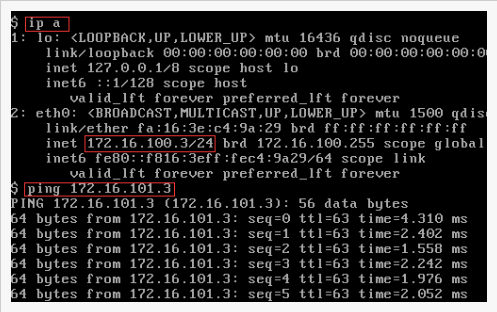 $ ip a
1: lo: <LOOPBACK,UP,LOWER_UP> mtu 16436 qdisc noqueue
link/loopback 00:00:00:00:00:00 brd 00:00:00:00:00:00
inet 127.0.0.1/8 scope host lo
inet6 ::1/128 scope host
valid_lft forever preferred_lft forever
2: eth0: <BROADCAST,MULTICAST,UP,LOWER_UP> mtu 1500 qdisc
link/ether fa:16:3e:c4:9a:29 brd ff:ff:ff:ff:ff:ff
inet 172.16.100.3/24 brd 172.16.100.255 scope global
inet6 fe80::f816:3eff:fec4:9a29/64 scope link
valid_lft forever preferred_lft forever
$ ping 172.16.101.3
PING 172.16.101.3 (172.16.101.3): 56 data bytes
64 bytes from 172.16.101.3: seq=0 ttl=63 time=4.310 ms
64 bytes from 172.16.101.3: seq=1 ttl=63 time=2.402 ms
64 bytes from 172.16.101.3: seq=2 ttl=63 time=1.558 ms
64 bytes from 172.16.101.3: seq=3 ttl=63 time=2.242 ms
64 bytes from 172.16.101.3: seq=4 ttl=63 time=1.976 ms
64 bytes from 172.16.101.3: seq=5 ttl=63 time=2.052 ms